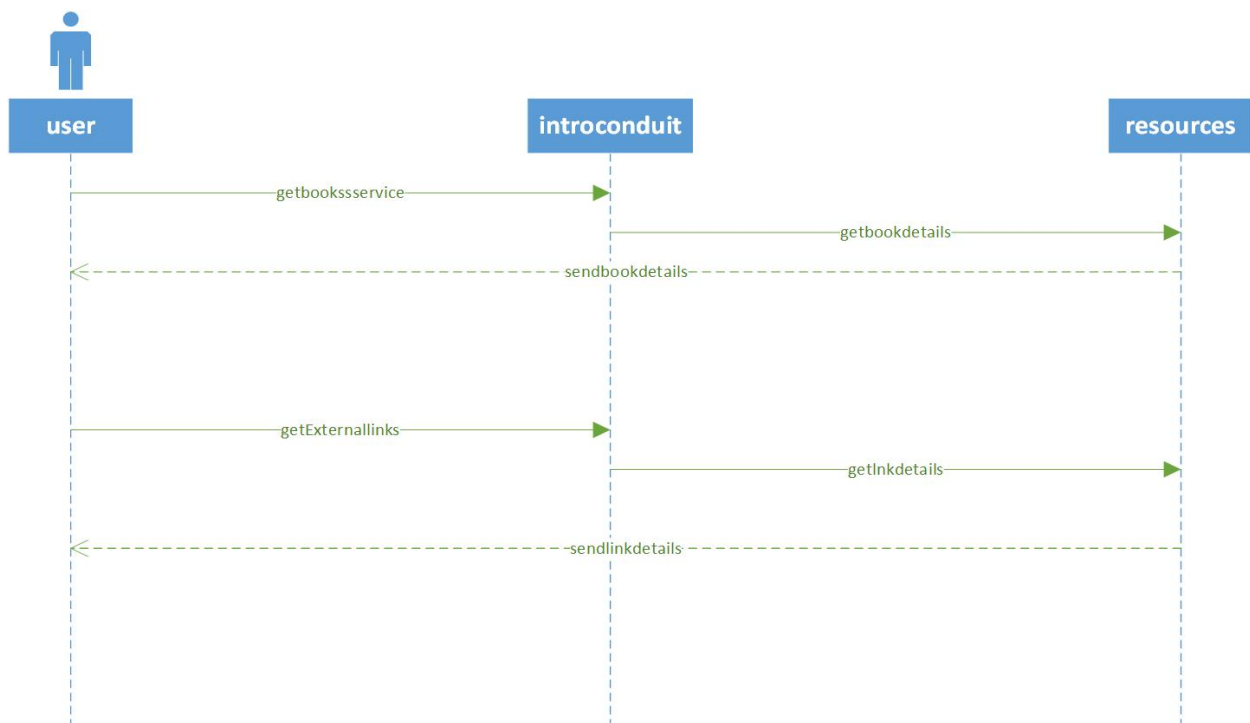 user
introconduit
resources
getbookssservice
getbookdetails
sendbookdetails
getExternallinks
getlnkdetails
sendlinkdetails